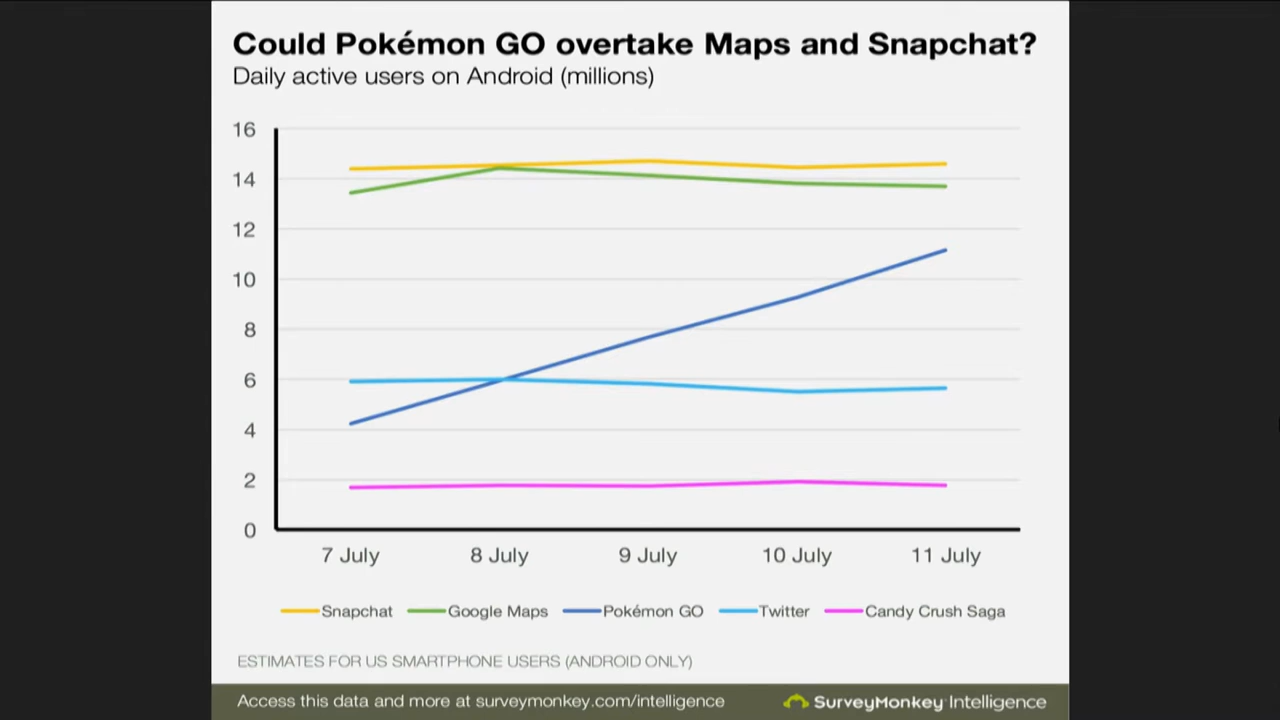 Could Pokémon GO overtake Maps and Snapchat?
Daily active users on Android (millions)
16
14
12
10
8
6
4
2
0
7 July 8 July 9 July 10 July 11 July
Snapchat Google Maps Pokémon GO Twitter Candy Crush Saga
ESTIMATES FOR US SMARTPHONE USERS (ANDROID ONLY)
Access this data and more at surveymonkey.com/intelligence SurveyMonkey Intelligence